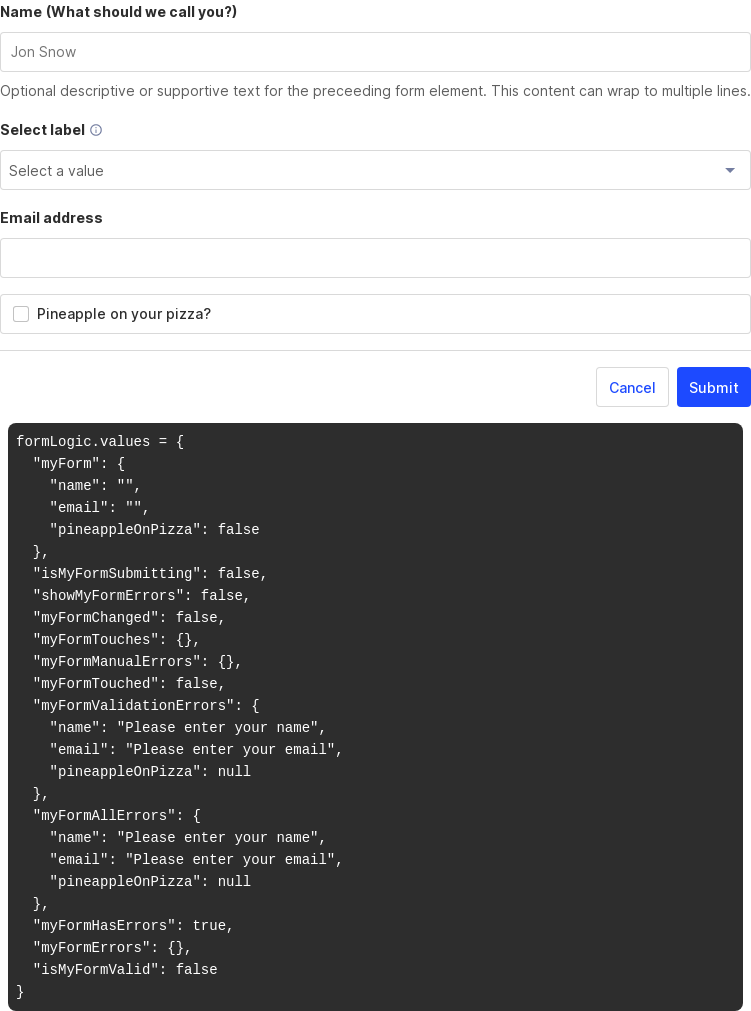 Name (What should we call you?)
Jon Snow
Optional descriptive or supportive text for the preceeding form element. This content can wrap to multiple lines.
Select label
Select a value
Email address
Pineapple on your pizza?
Cancel
Submit
formLogic.values = {
  "myForm": {
    "name": "",
    "email": "",
    "pineappleOnPizza": false
  },
  "isMyFormSubmitting": false,
  "showMyFormErrors": false,
  "myFormChanged": false,
  "myFormTouches": {},
  "myFormManualErrors": {},
  "myFormTouched": false,
  "myFormValidationErrors": {
    "name": "Please enter your name",
    "email": "Please enter your email",
    "pineappleOnPizza": null
  },
  "myFormAllErrors": {
    "name": "Please enter your name",
    "email": "Please enter your email",
    "pineappleOnPizza": null
  },
  "myFormHasErrors": true,
  "myFormErrors": {},
  "isMyFormValid": false
}